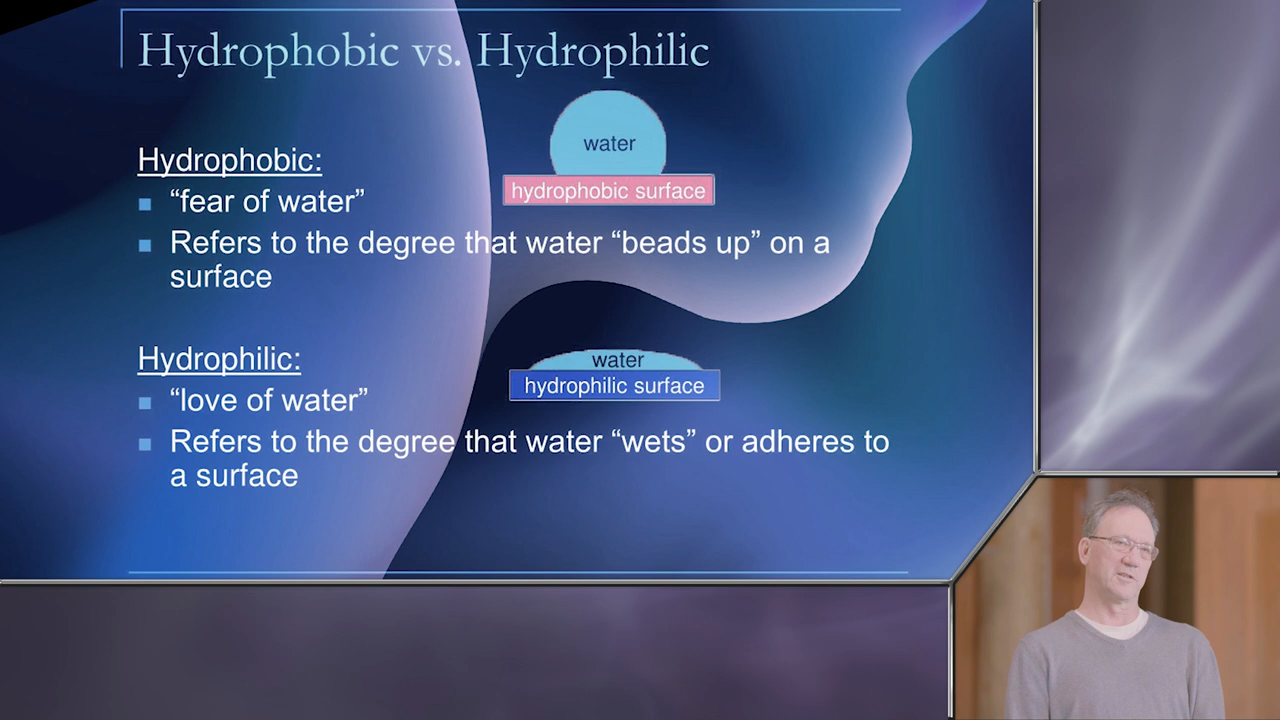 Hydrophobic vs. Hydrophilic
water
hydrophobic surface
Hydrophobic:
“fear of water”
Refers to the degree that water “beads up” on a
surface
water
hydrophilic surface
Hydrophilic:
“love of water”
Refers to the degree that water “wets” or adheres to
a surface